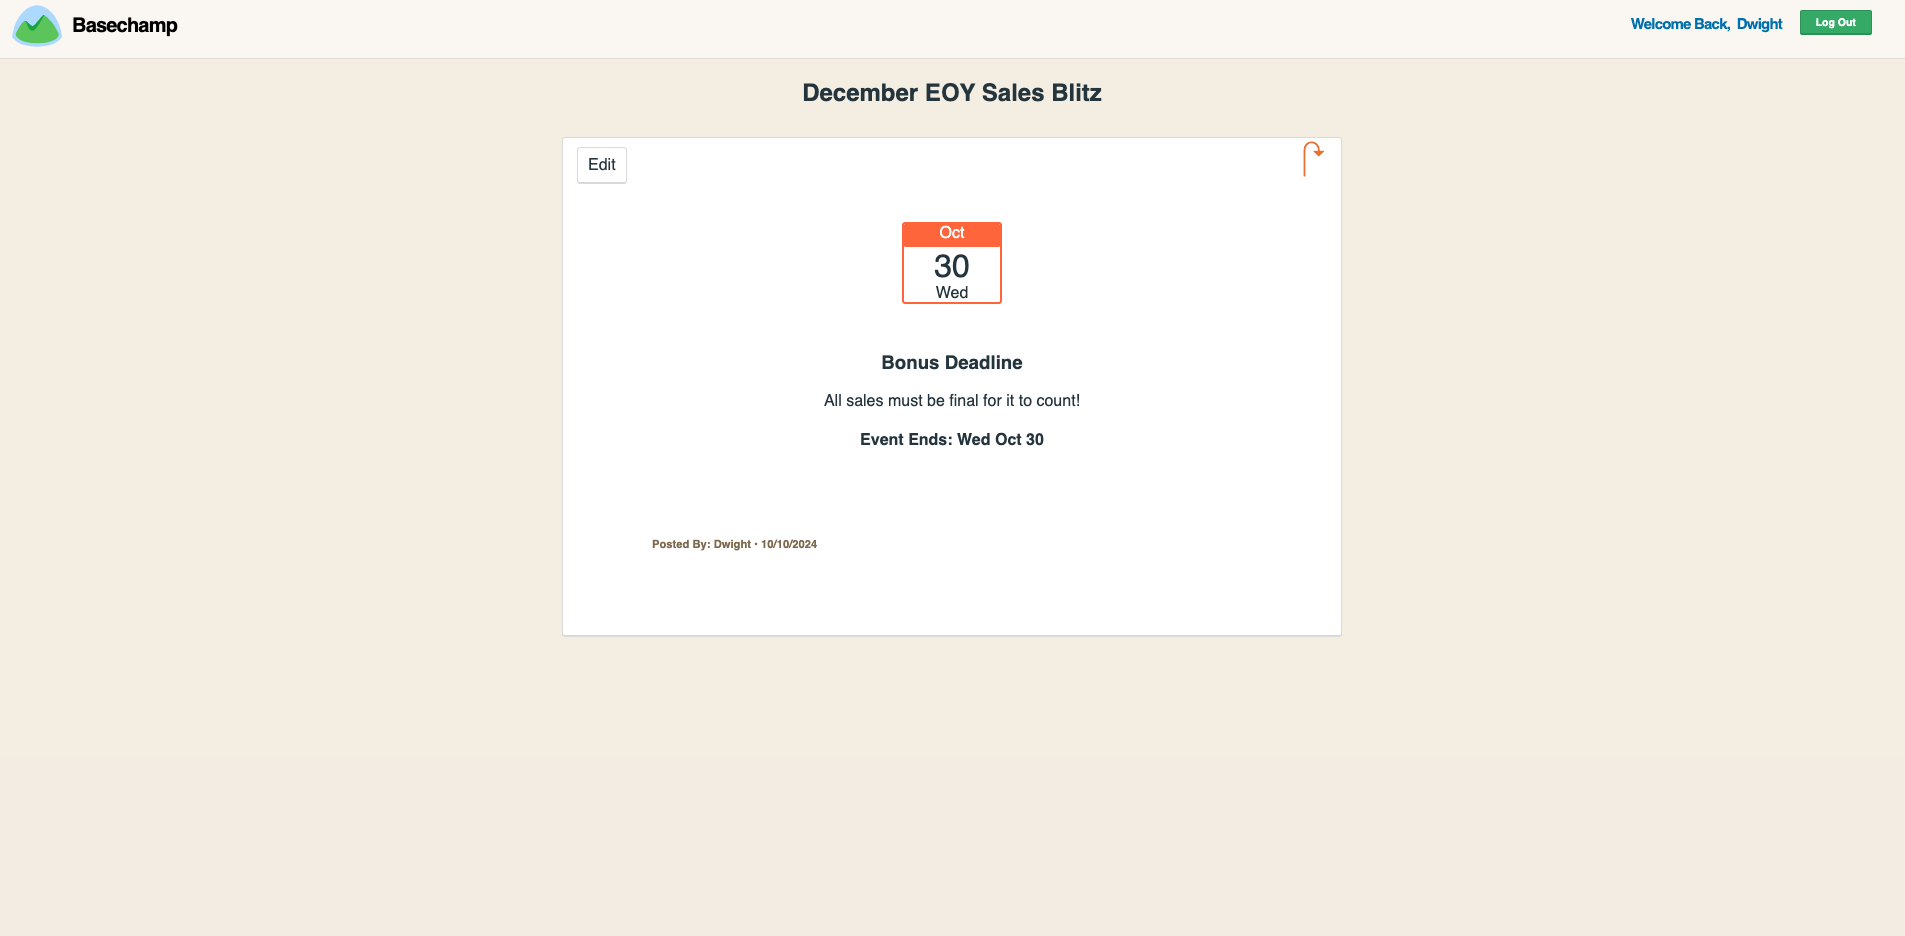 Basechamp
Welcome Back, Dwight
Log Out
December EOY Sales Blitz
Edit
Oct
30
Wed
Bonus Deadline
All sales must be final for it to count!
Event Ends: Wed Oct 30
Posted By: Dwight • 10/10/2024